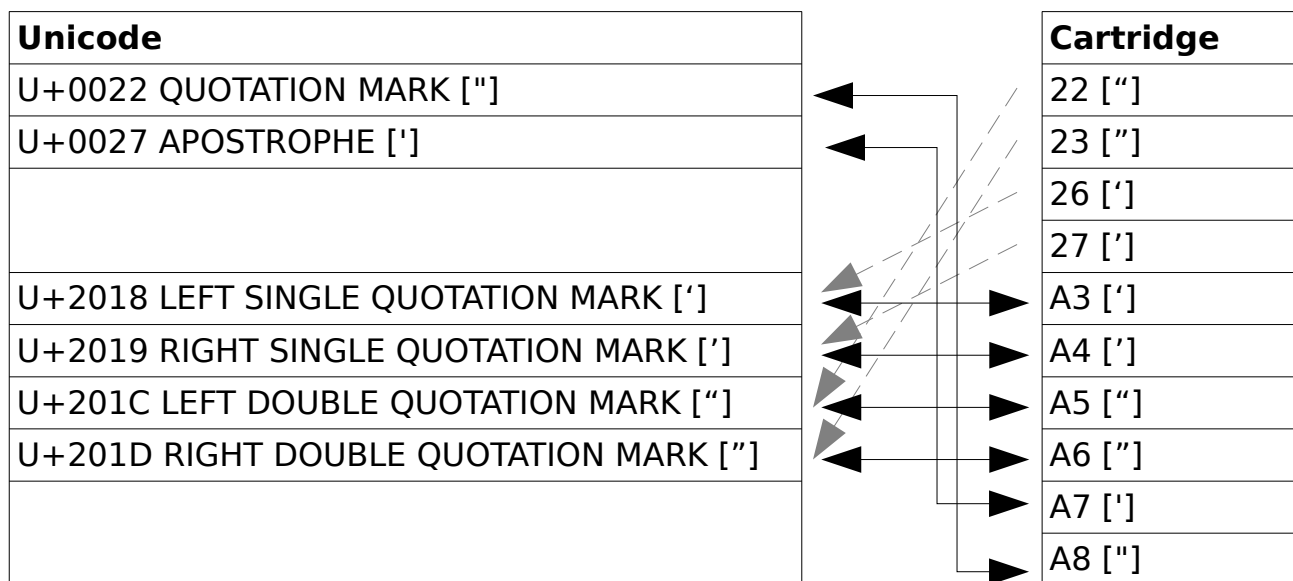 Unicode Cartridge
U+0022 QUOTATION MARK ["] 22 [“]
U+0027 APOSTROPHE ['] 23 [”]
26 [‘]
27 [’]
U+2018 LEFT SINGLE QUOTATION MARK [‘] A3 [‘]
U+2019 RIGHT SINGLE QUOTATION MARK [’] A4 [’]
U+201C LEFT DOUBLE QUOTATION MARK [“] A5 [“]
U+201D RIGHT DOUBLE QUOTATION MARK [”] A6 [”]
A7 [']
A8 ["]